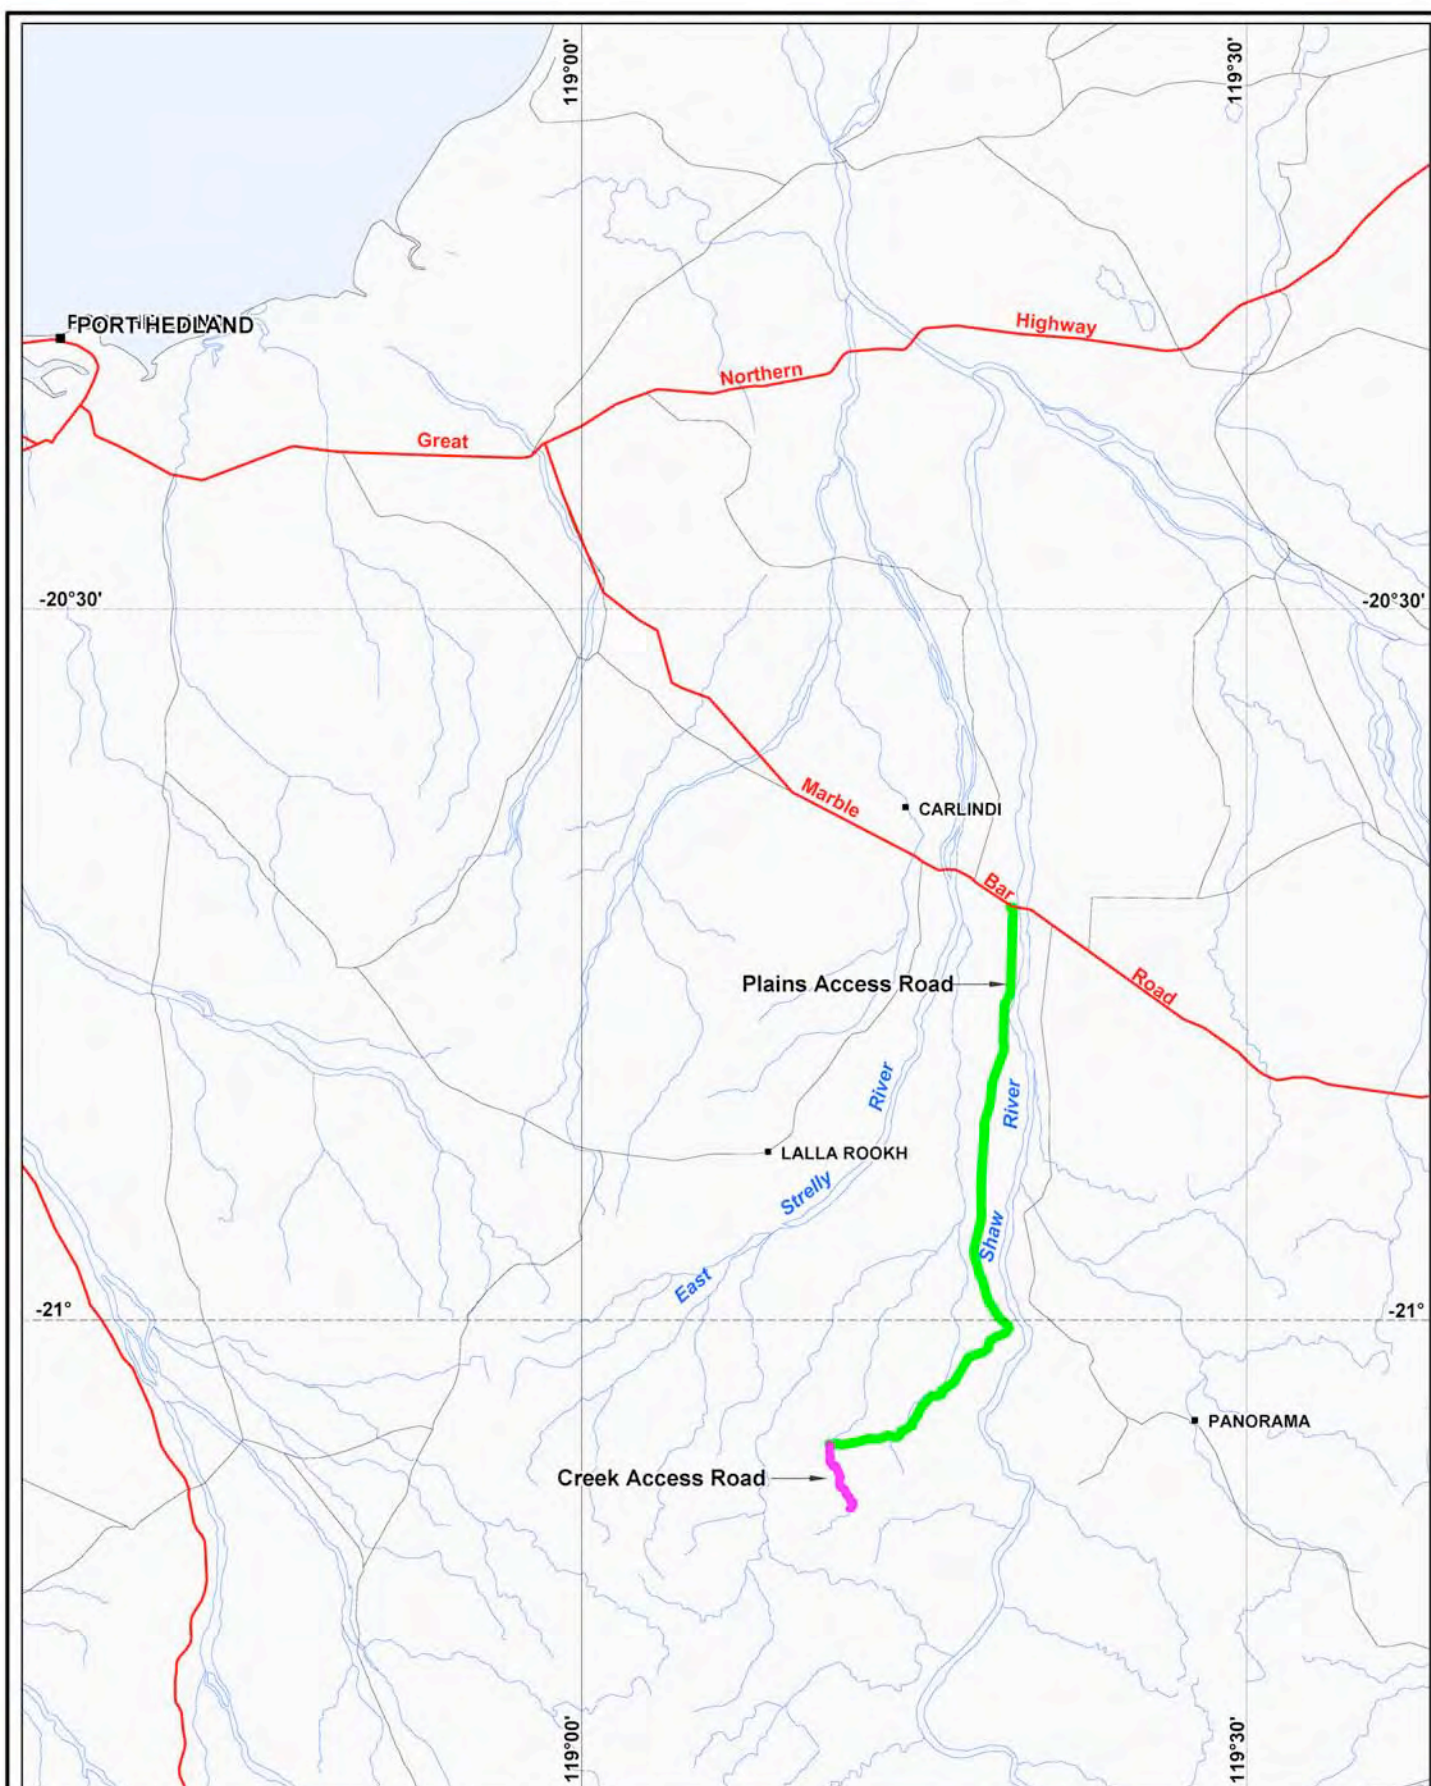 119°00'
119°30'
PORT HEDLAND
Highway
Northern
Great
-20°30'
-20°30'
Marble
CARLINDI
Bar
Plains Access Road
Road
River
River
LALLA ROOKH
Strelly
Shaw
East
-21°
-21°
PANORAMA
Creek Access Road
119°00'
119°30'